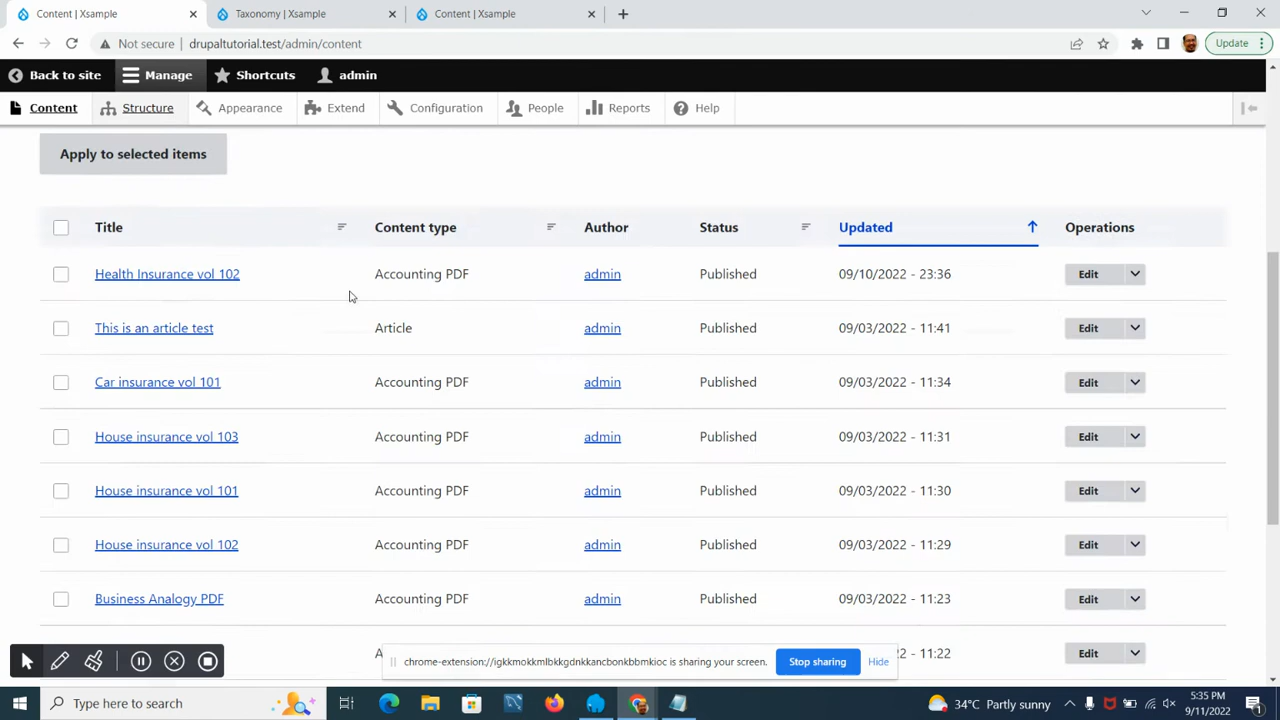 Content | Xsample
Taxonomy | Xsample
Content | Xsample
Not secure drupaltutorial.test/admin/content Update
Back to site Manage Shortcuts admin
Content Structure Appearance Extend Configuration People Reports Help
Apply to selected items
Title Content type Author Status Updated Operations
Health Insurance vol 102 Accounting PDF admin Published 09/10/2022 - 23:36 Edit
This is an article test Article admin Published 09/03/2022 - 11:41 Edit
Car insurance vol 101 Accounting PDF admin Published 09/03/2022 - 11:34 Edit
House insurance vol 103 Accounting PDF admin Published 09/03/2022 - 11:31 Edit
House insurance vol 101 Accounting PDF admin Published 09/03/2022 - 11:30 Edit
House insurance vol 102 Accounting PDF admin Published 09/03/2022 - 11:29 Edit
Business Analogy PDF Accounting PDF admin Published 09/03/2022 - 11:23 Edit
chrome-extension://igkkmokkmlbkkgdnkkancbonkbbmkioc is sharing your screen. Stop sharing Hide 22 - 11:22 Edit
Type here to search 34°C Partly sunny 5:35 PM
9/11/2022 1